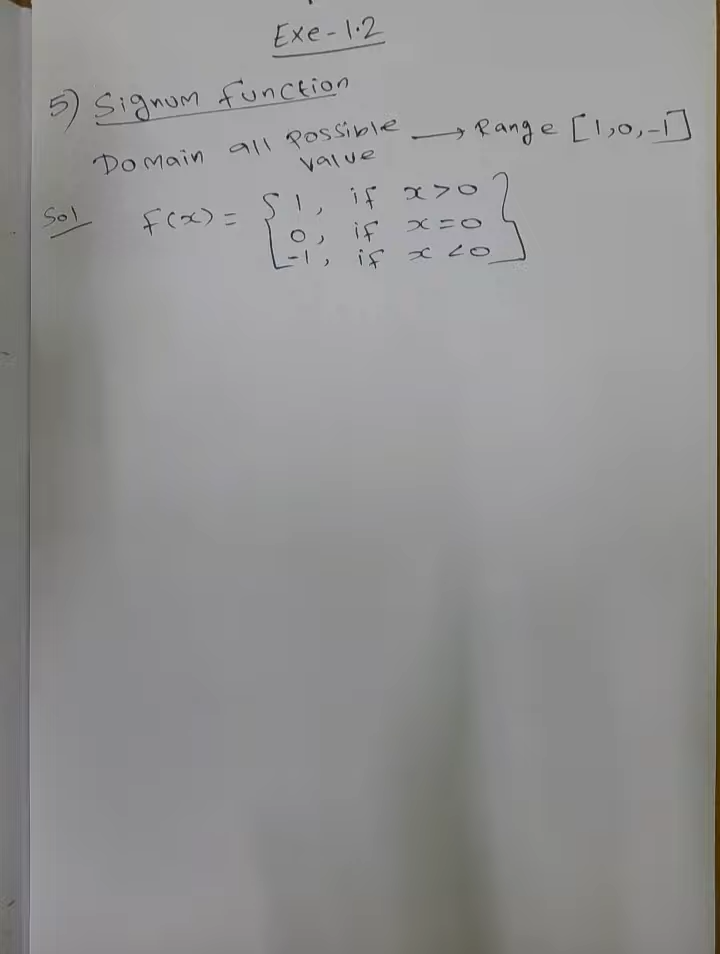 Exe-1.2
5) Signum function
Domain all possible value → Range [1,0,-1]
Sol f(x) = { 1, if x>0
0, if x=0
-1, if x<0 }